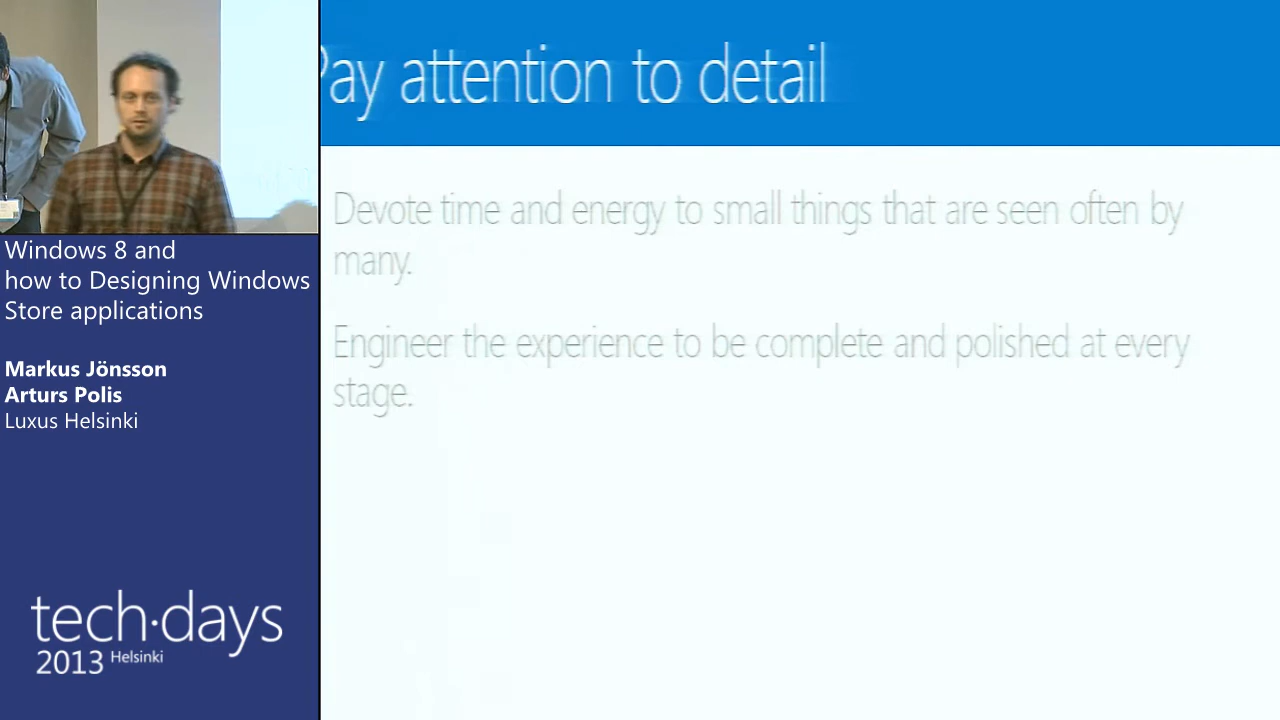 Pay attention to detail
Devote time and energy to small things that are seen often by
many.
Engineer the experience to be complete and polished at every
stage.
Windows 8 and
how to Designing Windows
Store applications
Markus Jönsson
Arturs Polis
Luxus Helsinki
tech·days
2013 Helsinki